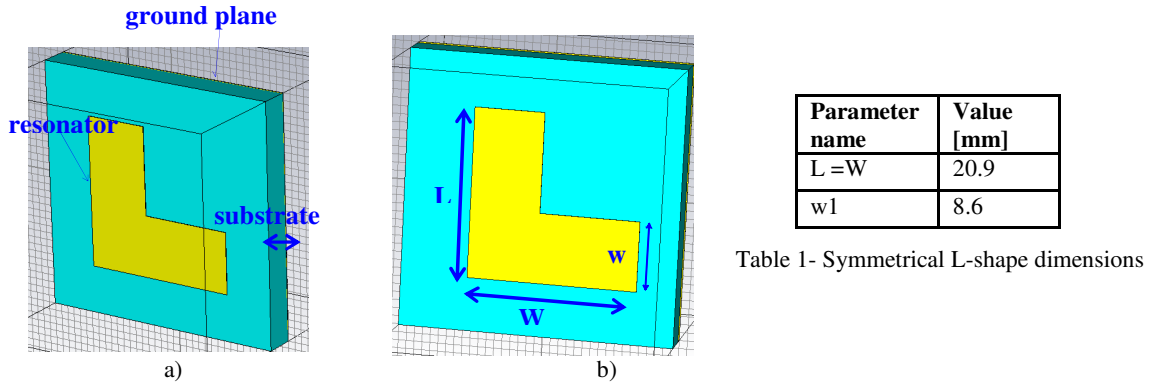 ground plane
resonator
substrate
a)
L
w
W
b)
Parameter name
Value [mm]
L =W
20.9
w1
8.6
Table 1- Symmetrical L-shape dimensions